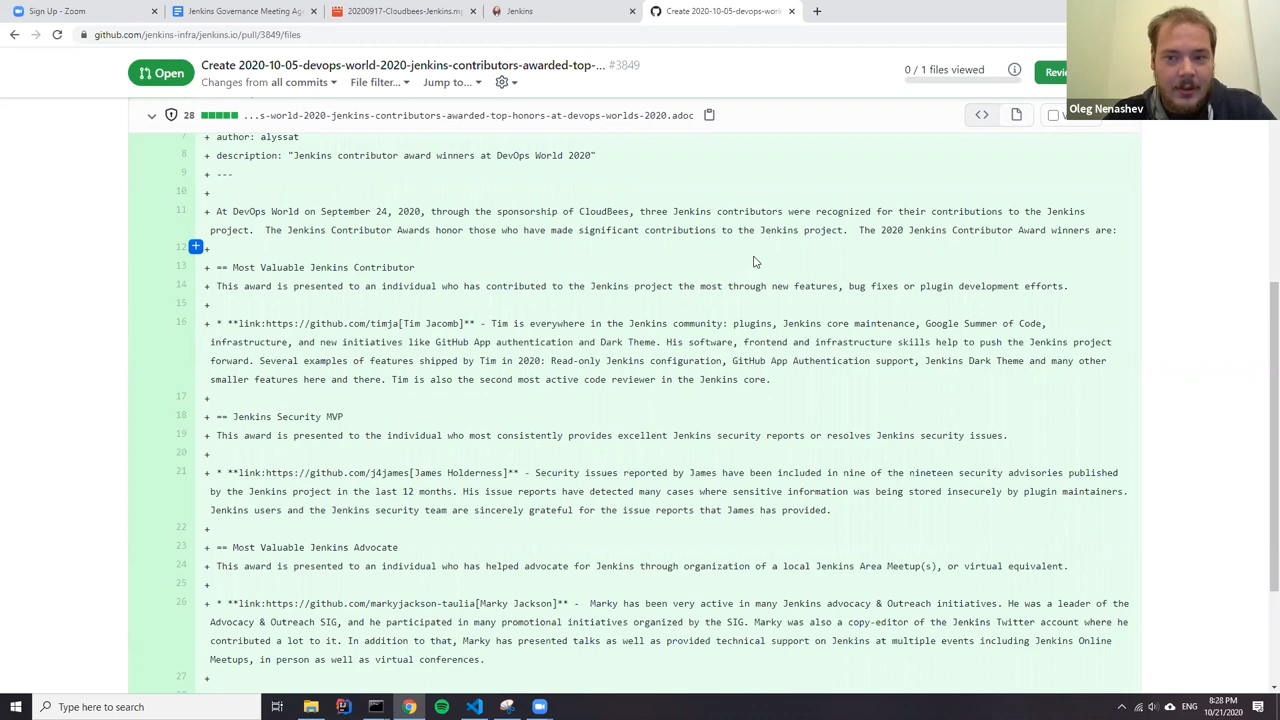 Sign Up - Zoom
Jenkins Governance Meeting Age
20200917-Cloudbees-Jenkins.mp
Jenkins
Create 2020-10-05-devops-work
github.com/jenkins-infra/jenkins.io/pull/3849/files
Open
Create 2020-10-05-devops-world-2020-jenkins-contributors-awarded-top-... #3849
Changes from all commits
File filter...
Jump to...
0 / 1 files viewed
Oleg Nenashev
28 ...s-world-2020-jenkins-contributors-awarded-top-honors-at-devops-worlds-2020.adoc
7 + author: alyssat
8 + description: "Jenkins contributor award winners at DevOps World 2020"
9 + ---
10 +
11 + At DevOps World on September 24, 2020, through the sponsorship of CloudBees, three Jenkins contributors were recognized for their contributions to the Jenkins
project.  The Jenkins Contributor Awards honor those who have made significant contributions to the Jenkins project.  The 2020 Jenkins Contributor Award winners are:
12 +
13 + == Most Valuable Jenkins Contributor
14 + This award is presented to an individual who has contributed to the Jenkins project the most through new features, bug fixes or plugin development efforts.
15 +
16 + * **link:https://github.com/timja[Tim Jacomb]** - Tim is everywhere in the Jenkins community: plugins, Jenkins core maintenance, Google Summer of Code,
infrastructure, and new initiatives like GitHub App authentication and Dark Theme. His software, frontend and infrastructure skills help to push the Jenkins project
forward. Several examples of features shipped by Tim in 2020: Read-only Jenkins configuration, GitHub App Authentication support, Jenkins Dark Theme and many other
smaller features here and there. Tim is also the second most active code reviewer in the Jenkins core.
17 +
18 + == Jenkins Security MVP
19 + This award is presented to the individual who most consistently provides excellent Jenkins security reports or resolves Jenkins security issues.
20 +
21 + * **link:https://github.com/j4james[James Holderness]** - Security issues reported by James have been included in nine of the nineteen security advisories published
by the Jenkins project in the last 12 months. His issue reports have detected many cases where sensitive information was being stored insecurely by plugin maintainers.
Jenkins users and the Jenkins security team are sincerely grateful for the issue reports that James has provided.
22 +
23 + == Most Valuable Jenkins Advocate
24 + This award is presented to an individual who has helped advocate for Jenkins through organization of a local Jenkins Area Meetup(s), or virtual equivalent.
25 +
26 + * **link:https://github.com/markyjackson-taulia[Marky Jackson]** -  Marky has been very active in many Jenkins advocacy & Outreach initiatives. He was a leader of the
Advocacy & Outreach SIG, and he participated in many promotional initiatives organized by the SIG. Marky was also a copy-editor of the Jenkins Twitter account where he
contributed a lot to it. In addition to that, Marky has presented talks as well as provided technical support on Jenkins at multiple events including Jenkins Online
Meetups, in person as well as virtual conferences.
27 +
Type here to search
ENG
8:28 PM
10/21/2020